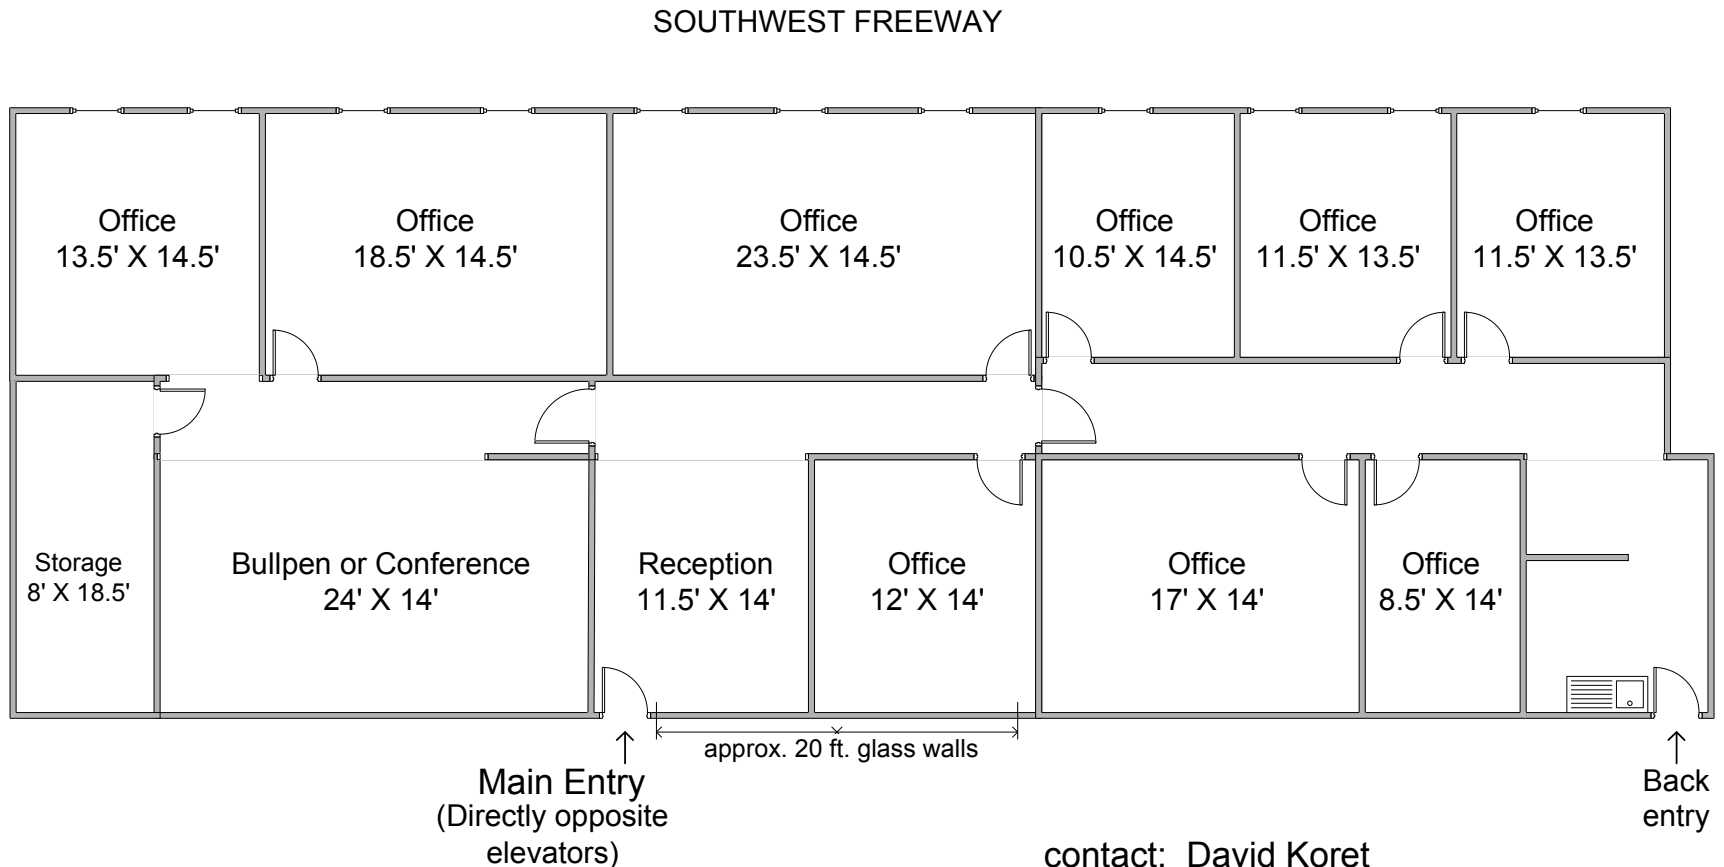 SOUTHWEST FREEWAY
Office
13.5' X 14.5'
Office
18.5' X 14.5'
Office
23.5' X 14.5'
Office
10.5' X 14.5'
Office
11.5' X 13.5'
Office
11.5' X 13.5'
Storage
8' X 18.5'
Bullpen or Conference
24' X 14'
Reception
11.5' X 14'
Office
12' X 14'
Office
17' X 14'
Office
8.5' X 14'
approx. 20 ft. glass walls
Main Entry
(Directly opposite
elevators)
Back
entry
contact: David Koret